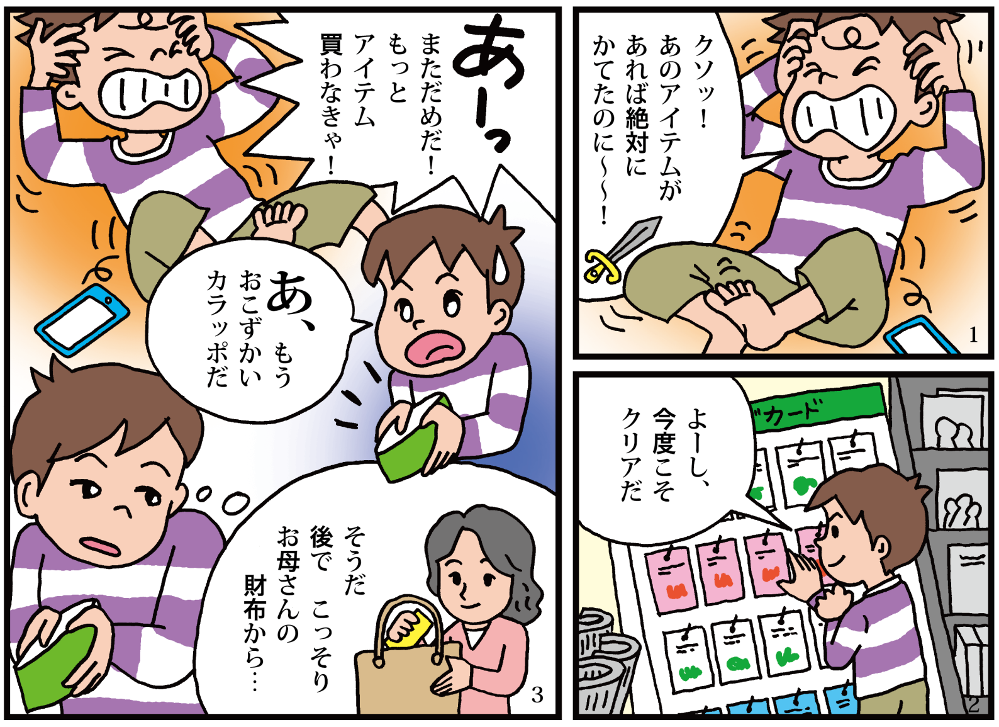 クソッ！
あのアイテムが
あれば絶対に
かてたのに～～！
1
よーし、
今度こそ
クリアだ
ドカード
2
あーっ
まただめだ！
もっと
アイテム
買わなきゃ！
あ、もう
おこずかい
カラッポだ
そうだ
後で こっそり
お母さんの
財布から…
3